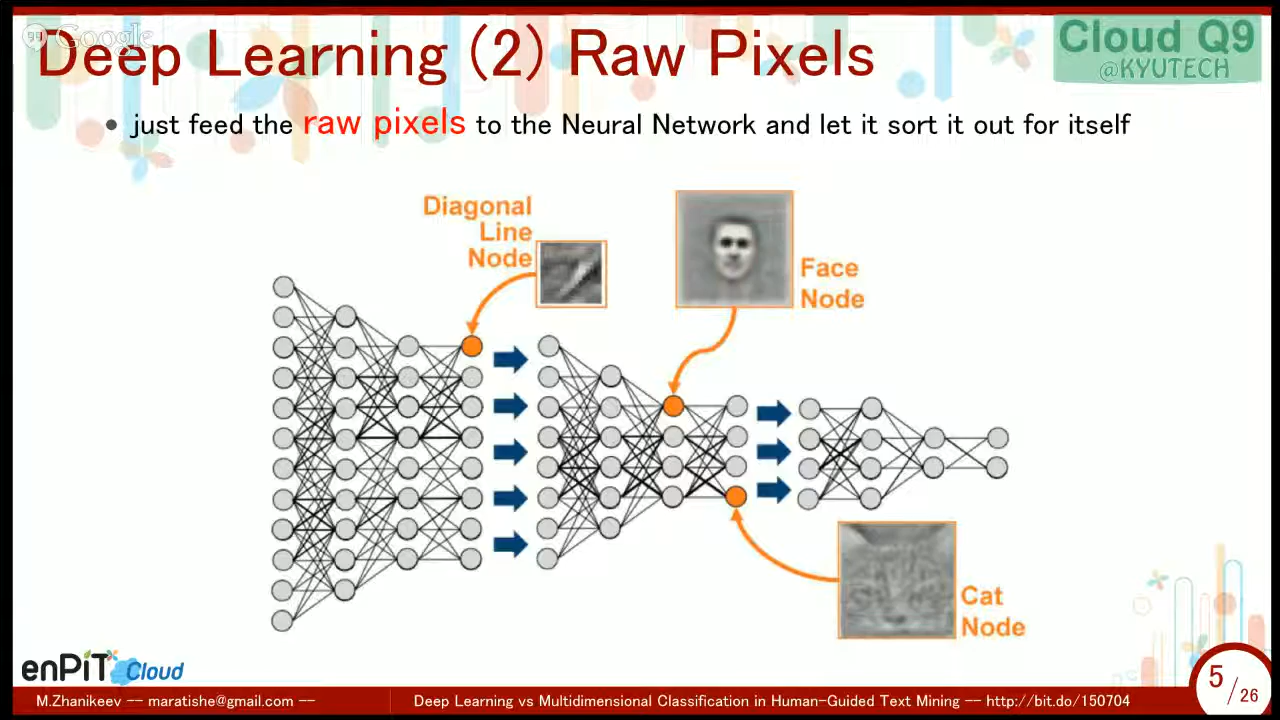 Google
Deep Learning (2) Raw Pixels
Cloud Q9
@KYUTECH
• just feed the raw pixels to the Neural Network and let it sort it out for itself
Diagonal
Line
Node
Face
Node
Cat
Node
enPiT Cloud
5/26
M.Zhanikeev -- maratishe@gmail.com --
Deep Learning vs Multidimensional Classification in Human-Guided Text Mining -- http://bit.do/150704